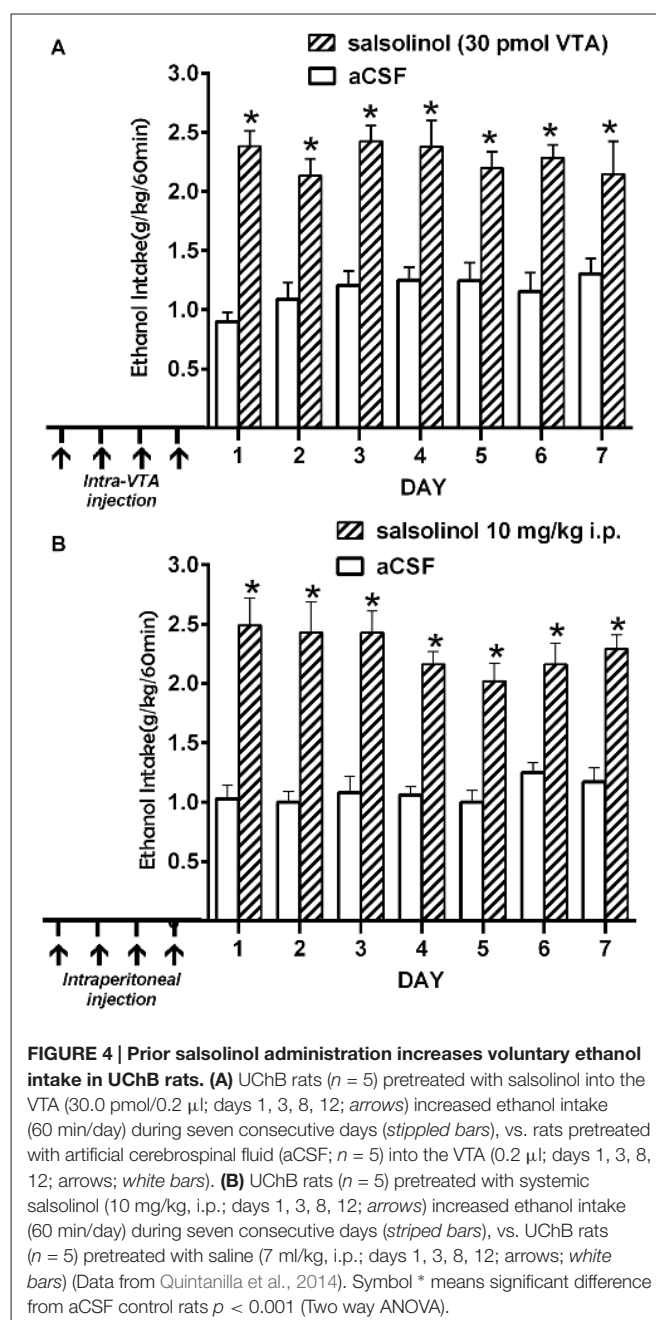 A
salsolinol (30 pmol VTA)
aCSF
Ethanol Intake(g/kg/60min)
3.0
2.5
2.0
1.5
1.0
0.5
* * * * * * *
1 2 3 4 5 6 7
DAY
Intra-VTA
injection
B
salsolinol 10 mg/kg i.p.
aCSF
Ethanol Intake(g/kg/60min)
3.0
2.5
2.0
1.5
1.0
0.5
* * * * * * *
1 2 3 4 5 6 7
DAY
Intraperitoneal
injection
FIGURE 4 | Prior salsolinol administration increases voluntary ethanol
intake in UChB rats. (A) UChB rats (n = 5) pretreated with salsolinol into the
VTA (30.0 pmol/0.2 µl; days 1, 3, 8, 12; arrows) increased ethanol intake
(60 min/day) during seven consecutive days (stippled bars), vs. rats pretreated
with artificial cerebrospinal fluid (aCSF; n = 5) into the VTA (0.2 µl; days 1, 3, 8,
12; arrows; white bars). (B) UChB rats (n = 5) pretreated with systemic
salsolinol (10 mg/kg, i.p.; days 1, 3, 8, 12; arrows) increased ethanol intake
(60 min/day) during seven consecutive days (striped bars), vs. UChB rats
(n = 5) pretreated with saline (7 ml/kg, i.p.; days 1, 3, 8, 12; arrows; white
bars) (Data from Quintanilla et al., 2014). Symbol * means significant difference
from aCSF control rats p < 0.001 (Two way ANOVA).